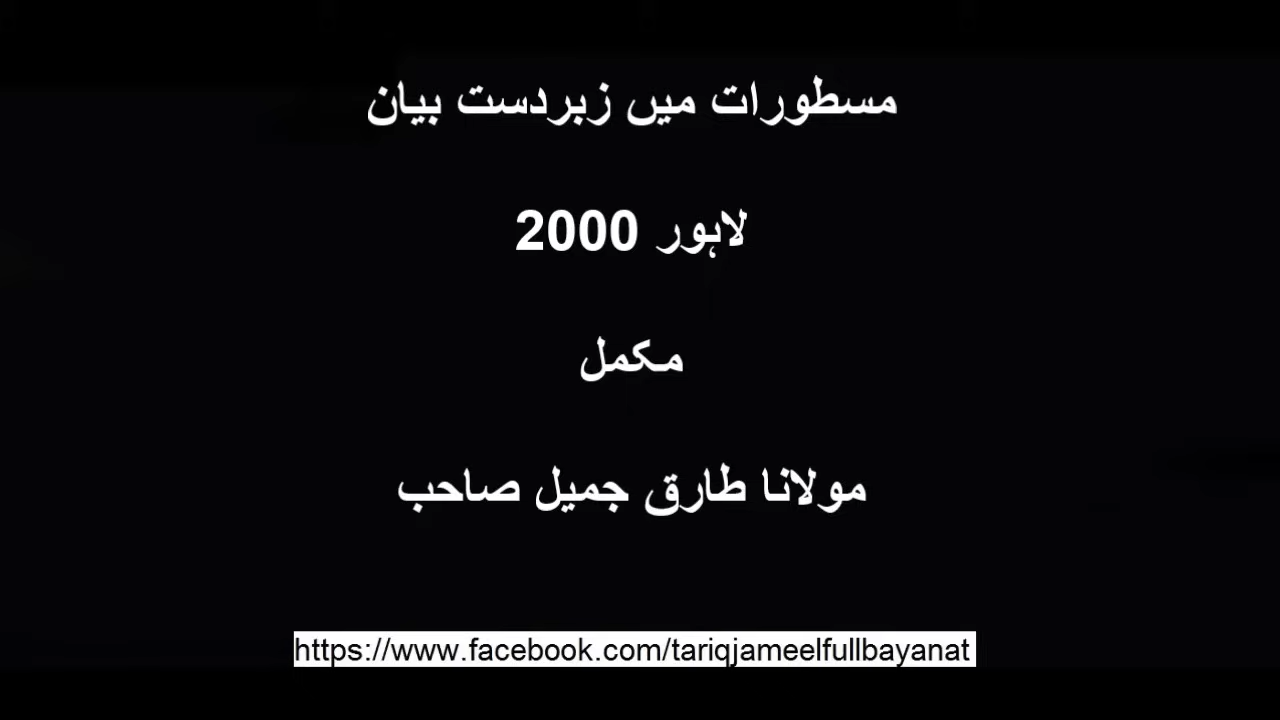 مسطورات میں زبردست بیان
لاہور 2000
مکمل
مولانا طارق جمیل صاحب
https://www.facebook.com/tariqjameelfullbayanat